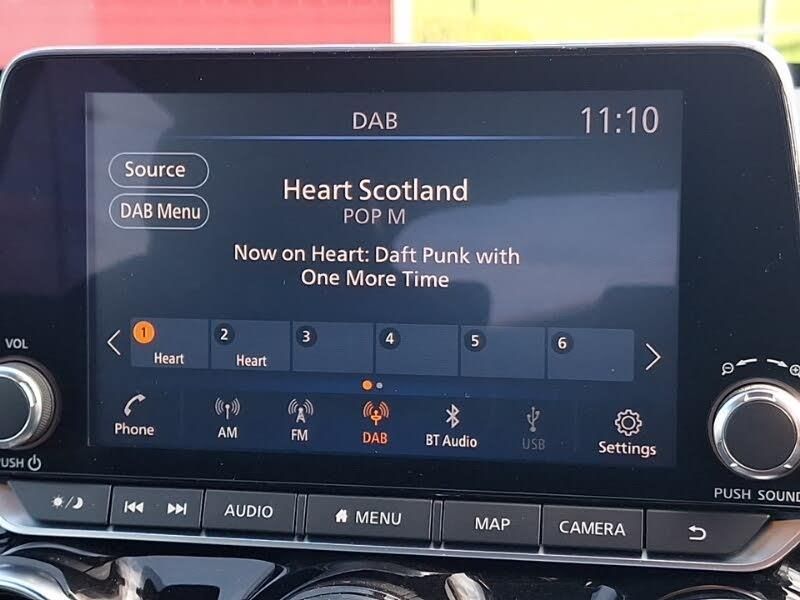 DAB
11:10
Source
DAB Menu
Heart Scotland
POP M
Now on Heart: Daft Punk with
One More Time
1
Heart
2
Heart
3
4
5
6
Phone
AM
FM
DAB
BT Audio
USB
Settings
VOL
PUSH
PUSH SOUND
AUDIO
MENU
MAP
CAMERA